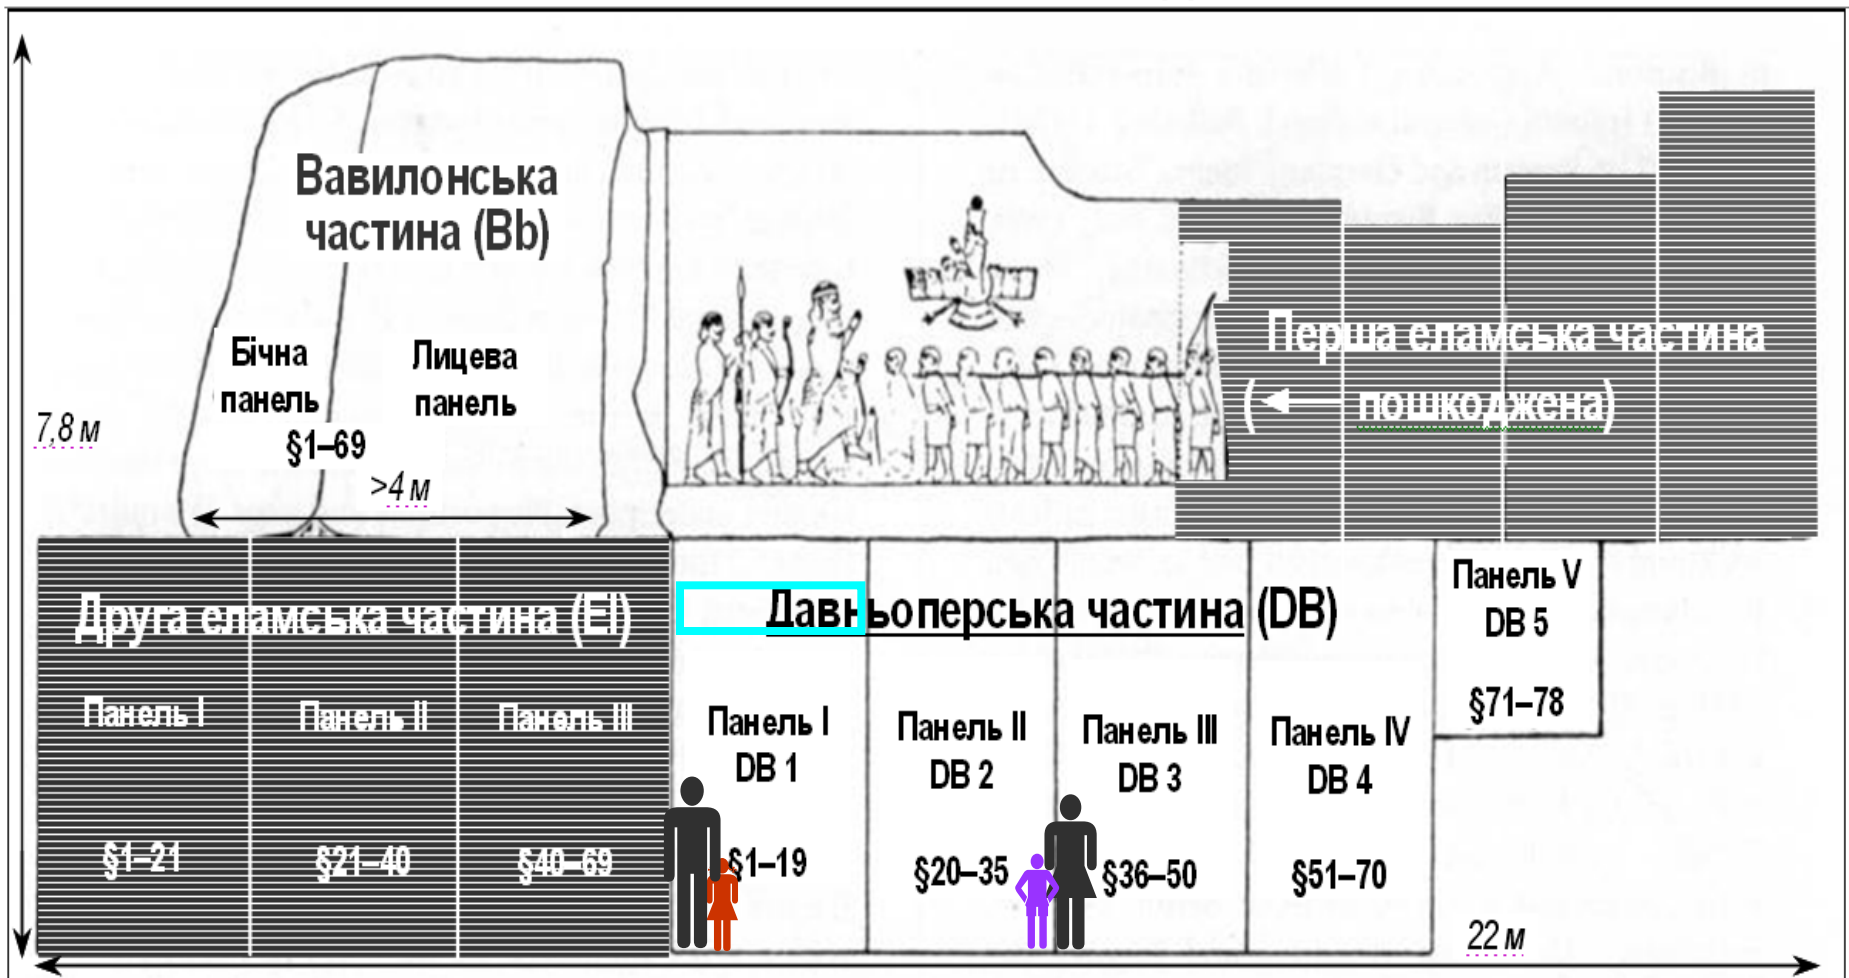 Вавилонська
частина (Bb)
Бічна
панель
Лицева
панель
§1–69
>4 м
7,8 м
Перша еламська частина
(
пошкоджена)
Друга еламська частина (El)
Панель I
§1–21
Панель II
§21–40
Панель III
§40–69
Давньоперська частина (DB)
Панель I
DB 1
§1–19
Панель II
DB 2
§20–35
Панель III
DB 3
§36–50
Панель IV
DB 4
§51–70
Панель V
DB 5
§71–78
22 м